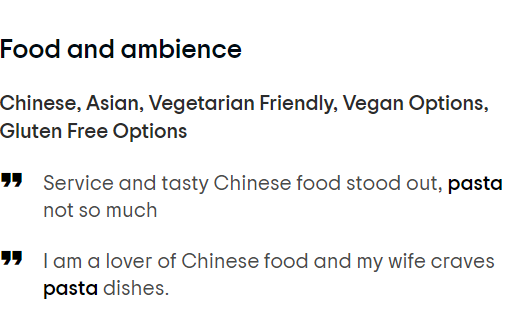 Food and ambience
Chinese, Asian, Vegetarian Friendly, Vegan Options,
Gluten Free Options
” Service and tasty Chinese food stood out, pasta
not so much
” I am a lover of Chinese food and my wife craves
pasta dishes.